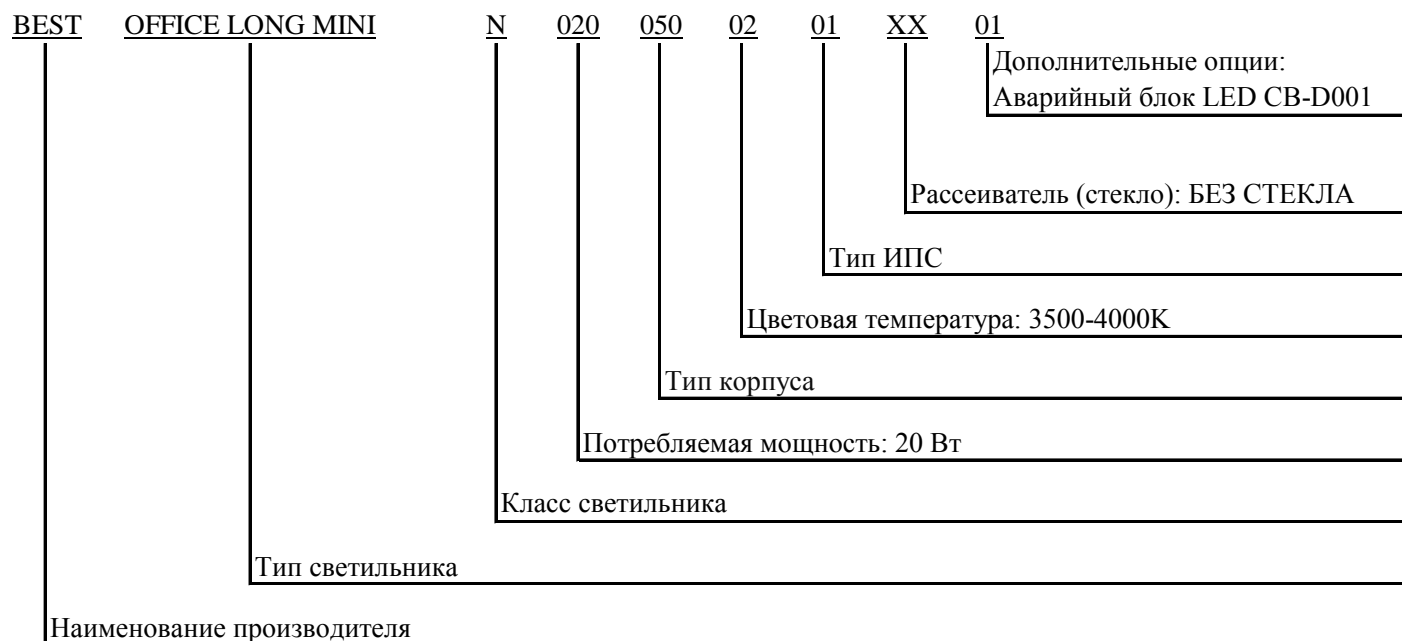 BEST OFFICE LONG MINI N 020 050 02 01 XX 01
Дополнительные опции:
Аварийный блок LED CB-D001
Рассеиватель (стекло): БЕЗ СТЕКЛА
Тип ИПС
Цветовая температура: 3500-4000K
Тип корпуса
Потребляемая мощность: 20 Вт
Класс светильника
Тип светильника
Наименование производителя